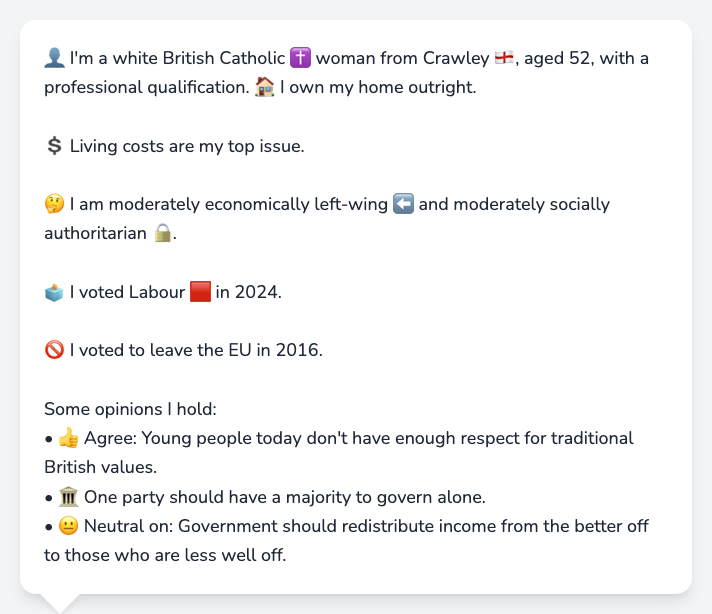 👤 I'm a white British Catholic ✝️ woman from Crawley 🏴󠁧󠁢󠁥󠁮󠁧󠁿, aged 52, with a
professional qualification. 🏠 I own my home outright.
💲 Living costs are my top issue.
🤔 I am moderately economically left-wing ⬅️ and moderately socially
authoritarian 🔒.
🗳️ I voted Labour 🟥 in 2024.
🚫 I voted to leave the EU in 2016.
Some opinions I hold:
• 👍 Agree: Young people today don't have enough respect for traditional
British values.
• 🏛️ One party should have a majority to govern alone.
• 😐 Neutral on: Government should redistribute income from the better off
to those who are less well off.